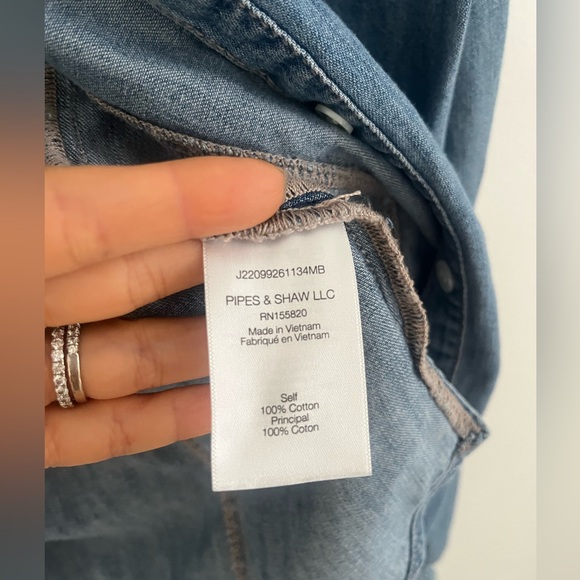 J22099261134MB
PIPES & SHAW LLC
RN155820
Made in Vietnam
Fabriqué en Vietnam
Self
100% Cotton
Principal
100% Coton